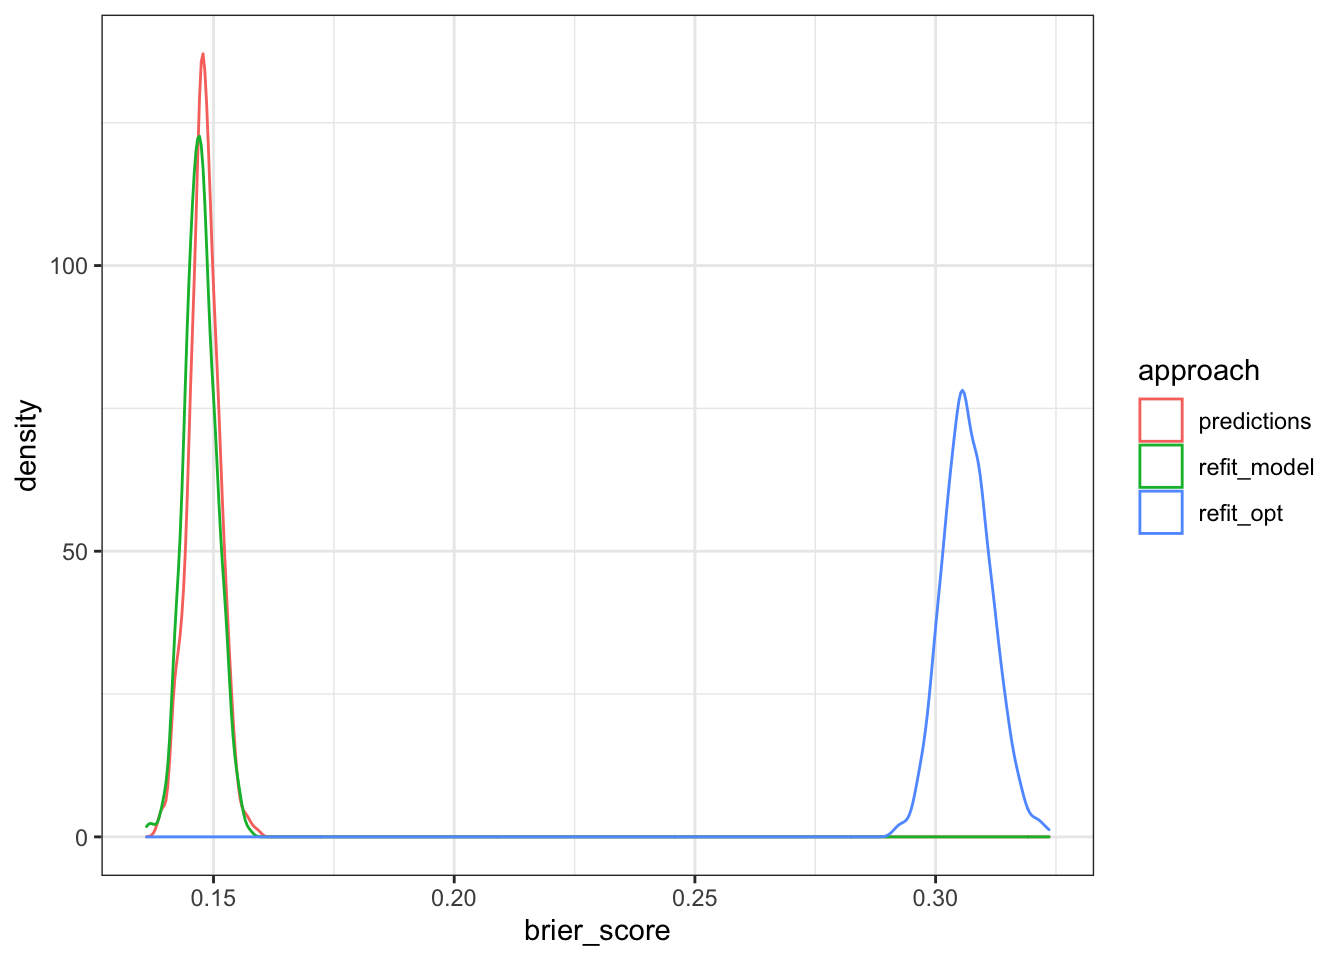 density
100
50
0
0.15 0.20 0.25 0.30
brier_score
approach
predictions
refit_model
refit_opt